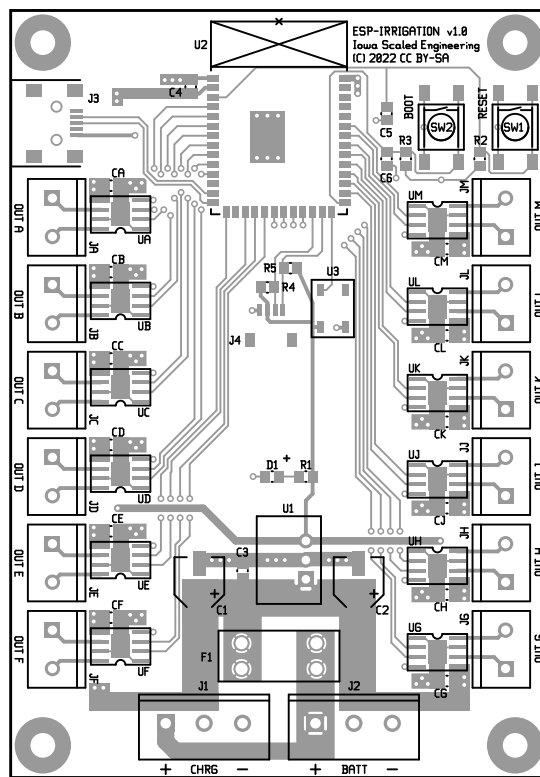 ESP-IRRIGATION v1.0
Iowa Scaled Engineering
(C) 2022 CC BY-SA
U2
C4
J3
BOOT
RESET
C5
SW2
SW1
R3
R2
C6
CA
UM
JM
OUT A
JA
UA
CM
OUT M
CB
R5
U3
UL
JL
R4
OUT B
JB
UB
CL
OUT L
J4
CC
UK
JK
OUT C
JC
UC
CK
OUT K
CD
D1
+
R1
UJ
JJ
OUT D
JD
UD
CJ
OUT J
CE
U1
UH
JH
C3
OUT E
JE
UE
CH
OUT H
CF
+
C1
+
C2
UG
JG
OUT F
F1
JF
UF
CG
OUT G
J1
J2
+ CHRG -
+ BATT -